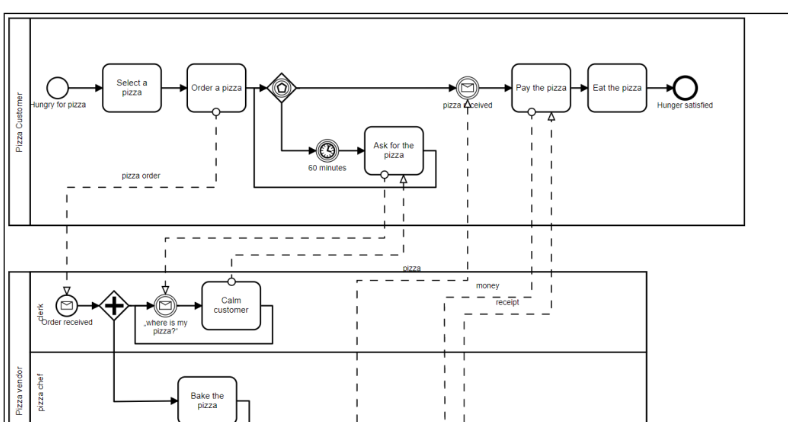 Pizza Customer
Hungry for pizza
Select a
pizza
Order a pizza
60 minutes
Ask for the
pizza
pizza received
Pay the pizza
Eat the pizza
Hunger satisfied
pizza order
pizza
money
receipt
Pizza vendor
clerk
Order received
„where is my
pizza?“
Calm
customer
pizza chef
Bake the
pizza